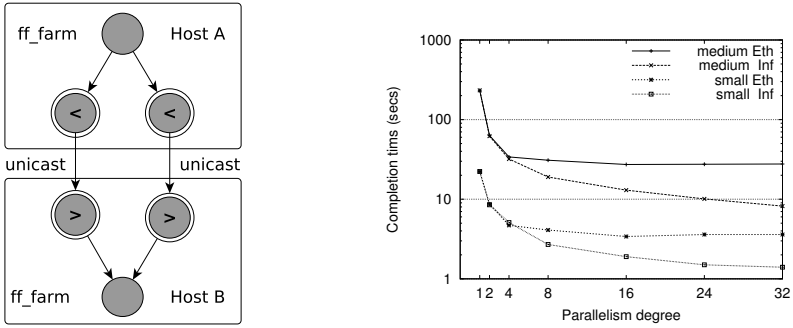 ff_farm Host A
< <
unicast unicast
> >
ff_farm Host B
Completion tims (secs)
1000
100
10
1
1 2 4 8 16 24 32
Parallelism degree
medium Eth
medium Inf
small Eth
small Inf